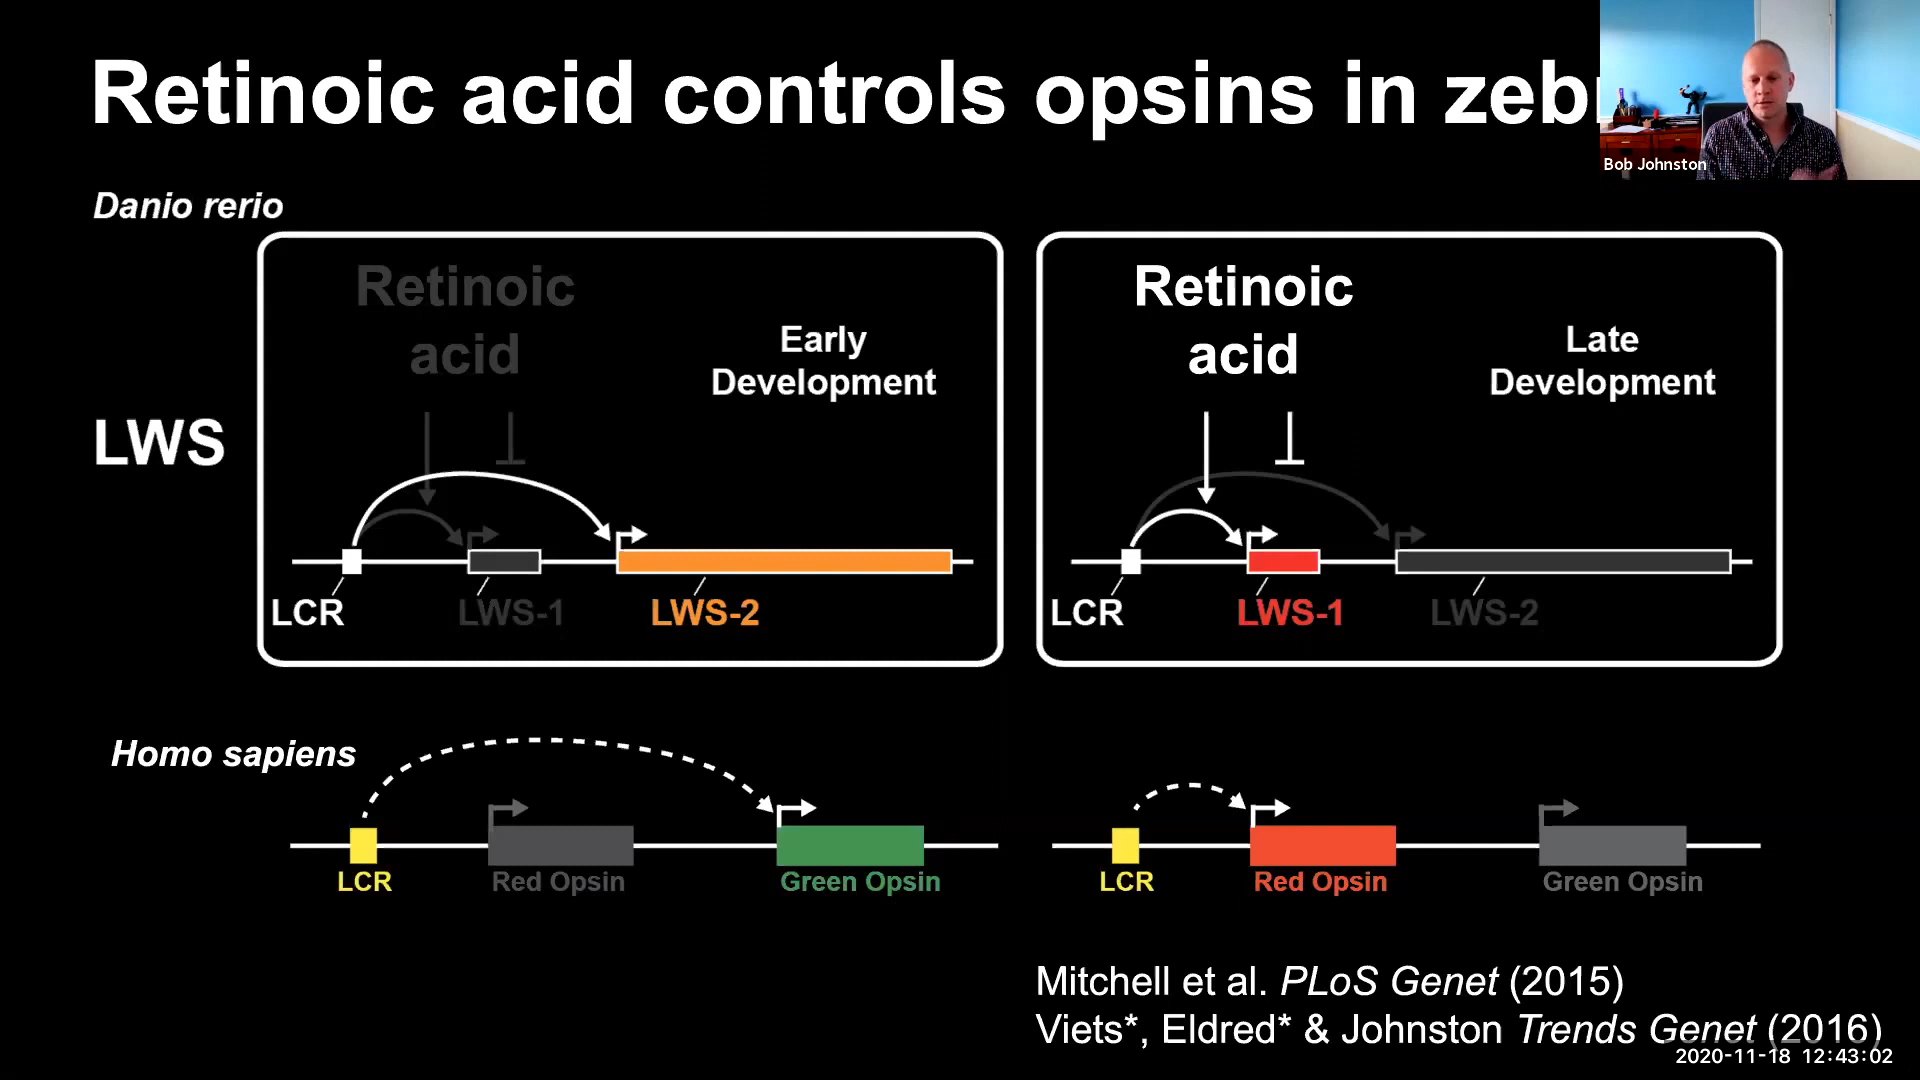 Retinoic acid controls opsins in zeb
Bob Johnston
Danio rerio
LWS
Retinoic
acid
Early
Development
LCR
LWS-1
LWS-2
Retinoic
acid
Late
Development
LCR
LWS-1
LWS-2
Homo sapiens
LCR
Red Opsin
Green Opsin
LCR
Red Opsin
Green Opsin
Mitchell et al. PLoS Genet (2015)
Viets*, Eldred* & Johnston Trends Genet (2016)
2020-11-18 12:43:02